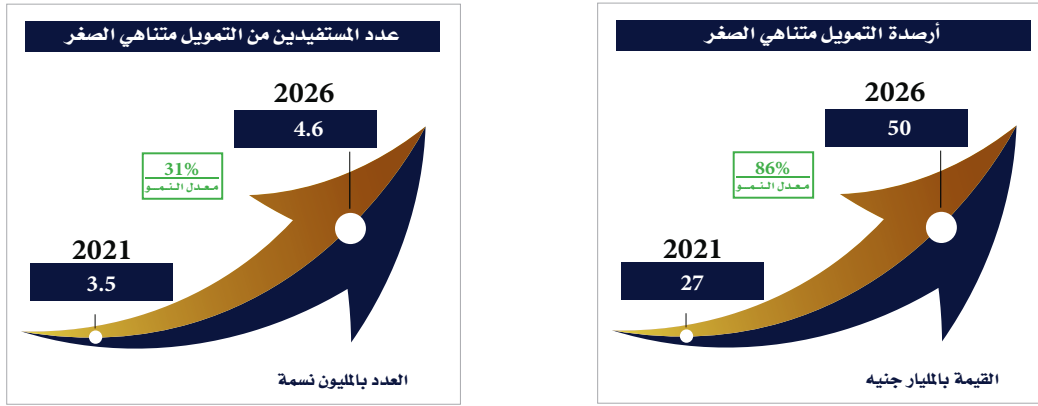 أرصدة التمويل متناهي الصغر
2026
50
86%
معدل النمو
2021
27
القيمة بالمليار جنيه
عدد المستفيدين من التمويل متناهي الصغر
2026
4.6
31%
معدل النمو
2021
3.5
العدد بالمليون نسمة